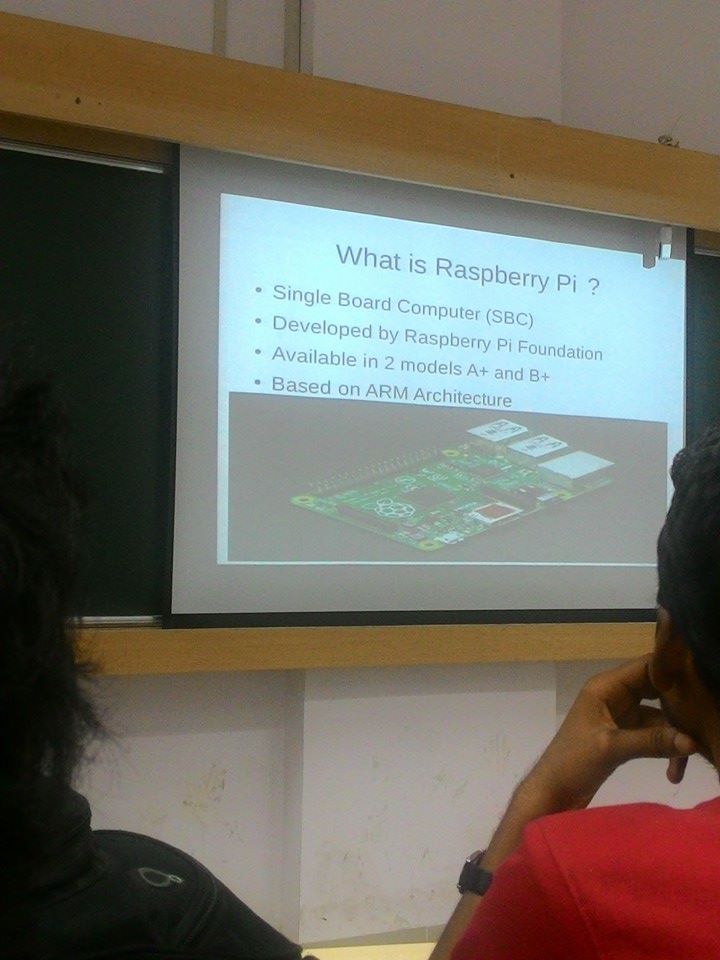 What is Raspberry Pi ?
• Single Board Computer (SBC)
• Developed by Raspberry Pi Foundation
• Available in 2 models A+ and B+
• Based on ARM Architecture